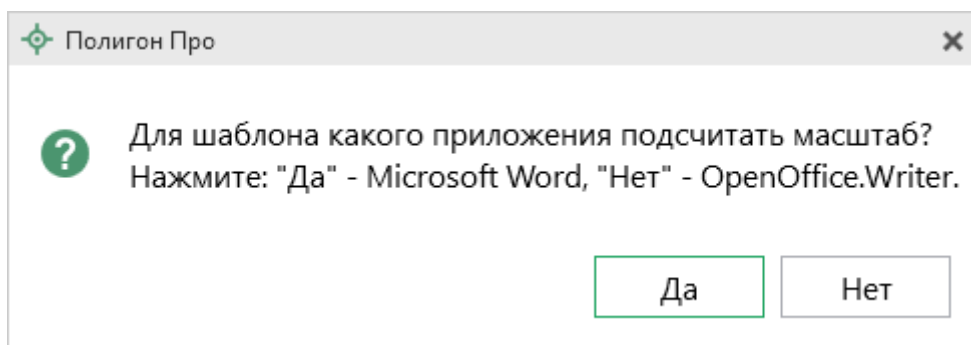 Полигон Про
Для шаблона какого приложения подсчитать масштаб?
Нажмите: "Да" - Microsoft Word, "Нет" - OpenOffice.Writer.
Да
Нет